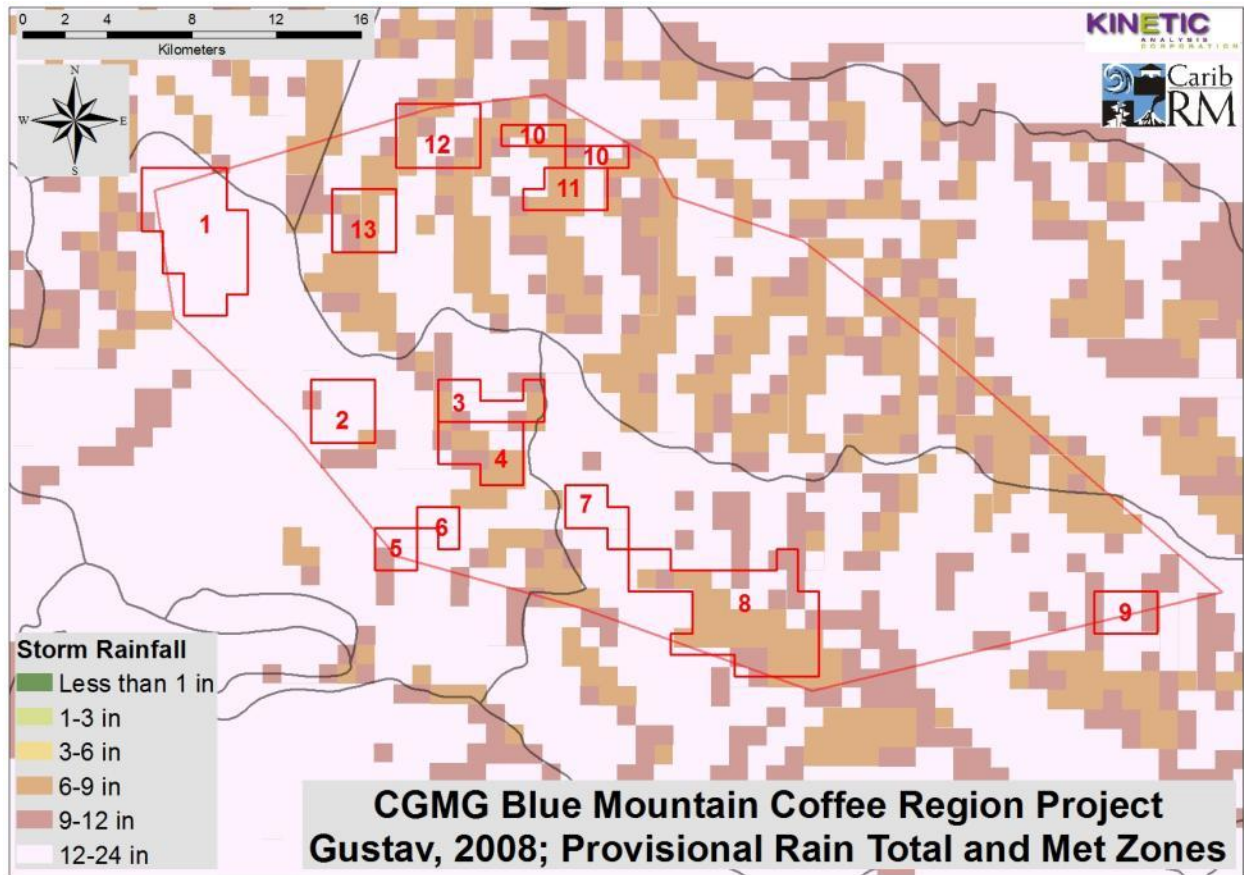 0 2 4 8 12 16
Kilometers
N
W E
S
KINETIC
ANALYSIS
CORPORATION
Carib
RM
12
10
10
11
1
13
2
3
4
7
6
5
8
9
Storm Rainfall
Less than 1 in
1-3 in
3-6 in
6-9 in
9-12 in
12-24 in
CGMG Blue Mountain Coffee Region Project
Gustav, 2008; Provisional Rain Total and Met Zones